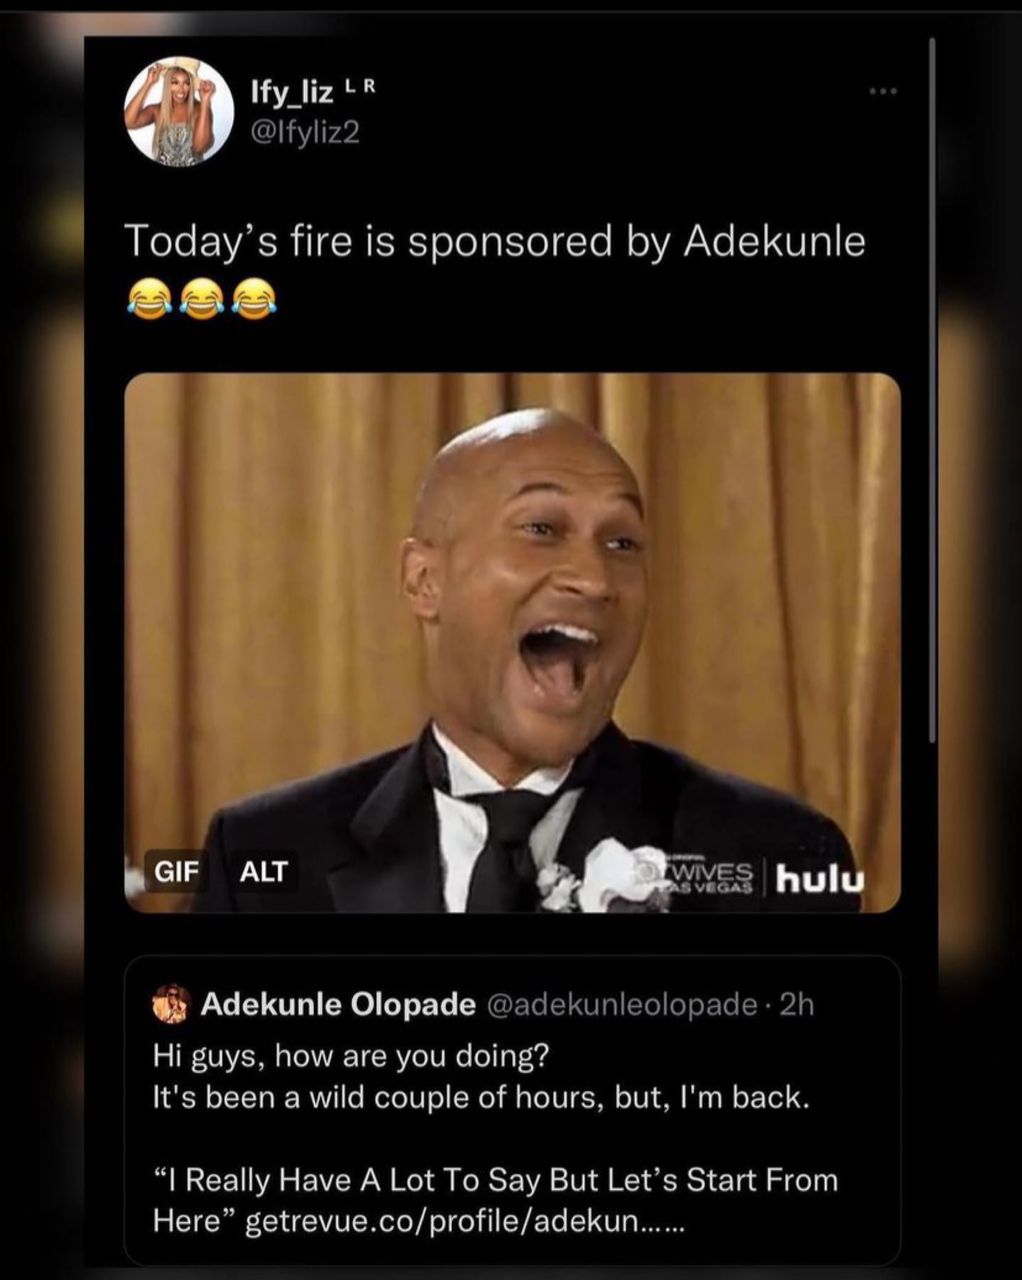 Ify_liz ᴸ ᴿ
@Ifyliz2
Today’s fire is sponsored by Adekunle
😂😂😂
GIF ALT
WIVES
LAS VEGAS
hulu
Adekunle Olopade @adekunleolopade · 2h
Hi guys, how are you doing?
It's been a wild couple of hours, but, I'm back.
“I Really Have A Lot To Say But Let’s Start From
Here” getrevue.co/profile/adekun......